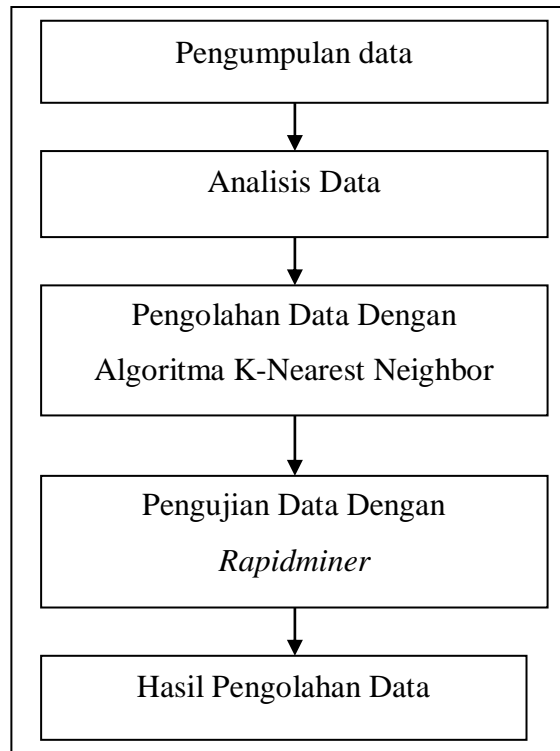 Pengumpulan data
Analisis Data
Pengolahan Data Dengan
Algoritma K-Nearest Neighbor
Pengujian Data Dengan
Rapidminer
Hasil Pengolahan Data